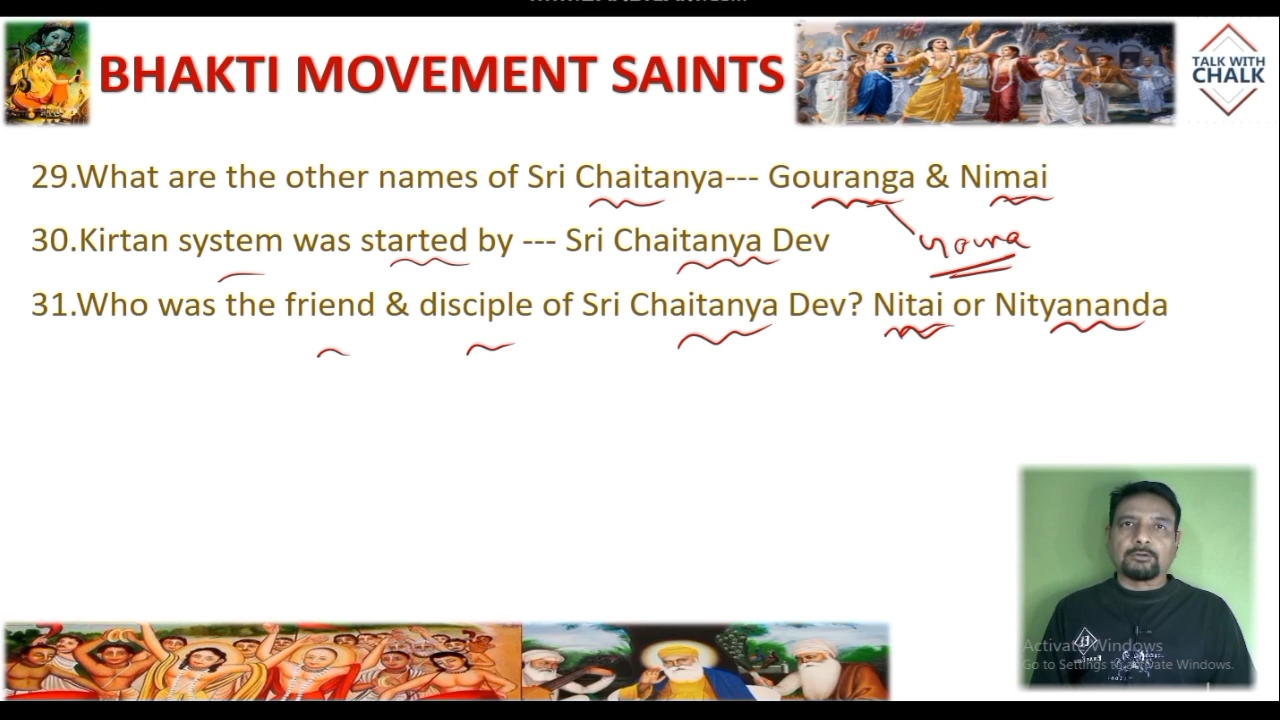 BHAKTI MOVEMENT SAINTS
TALK WITH
CHALK
29.What are the other names of Sri Chaitanya--- Gouranga & Nimai
30.Kirtan system was started by --- Sri Chaitanya Dev
31.Who was the friend & disciple of Sri Chaitanya Dev? Nitai or Nityananda
Activate Windows
Go to Settings to activate Windows.